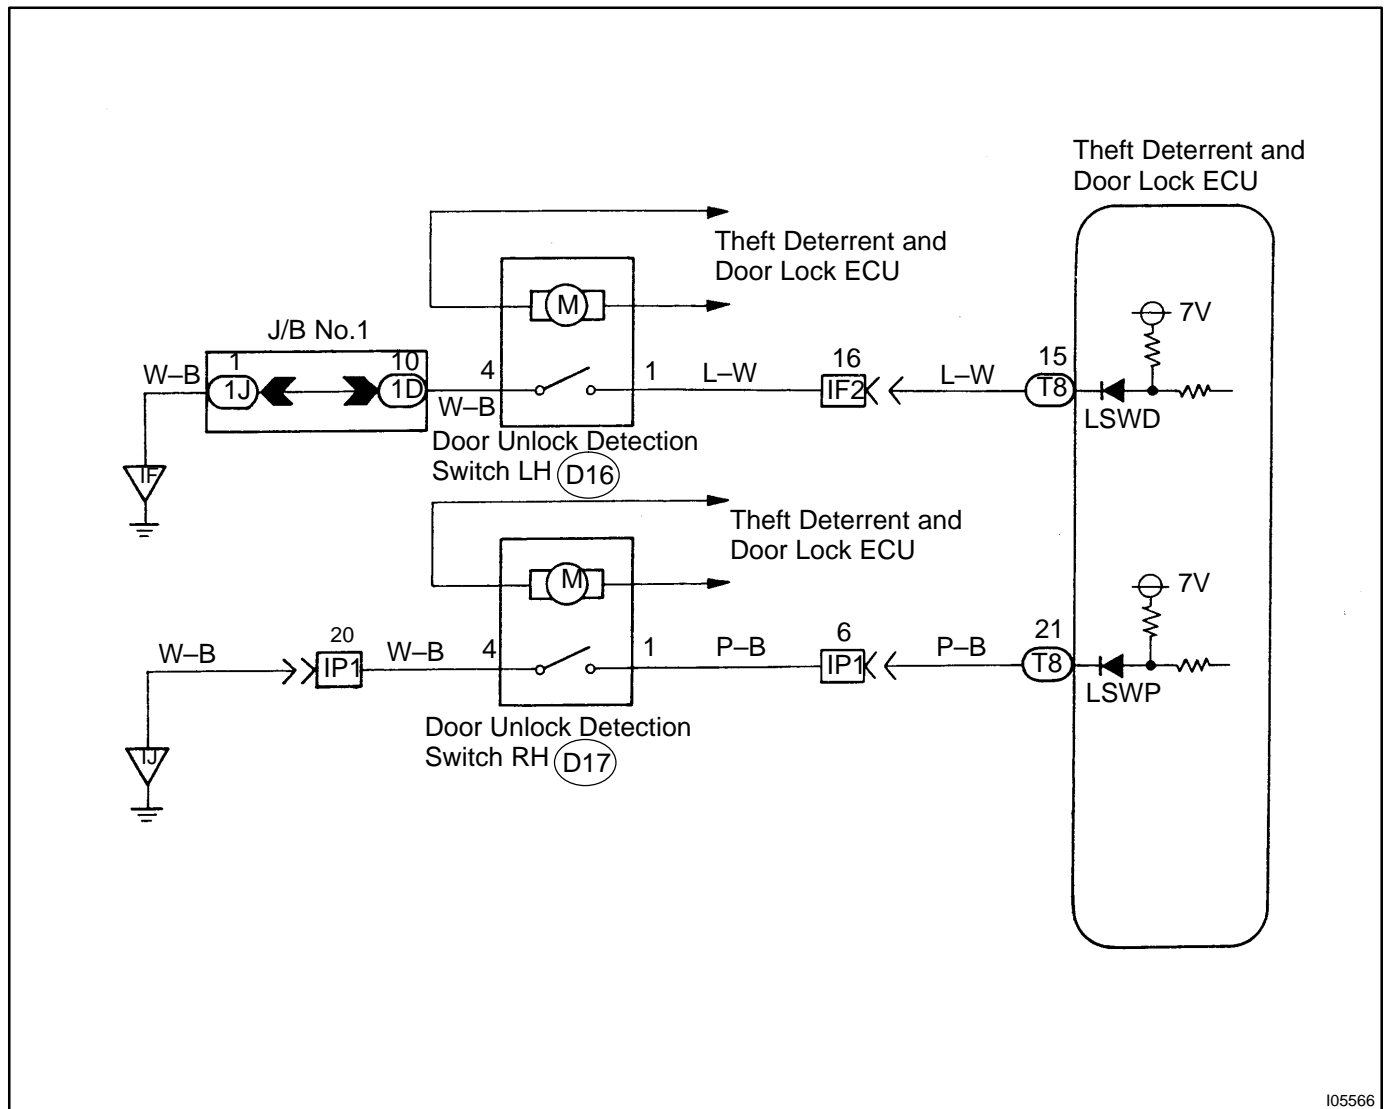 Theft Deterrent and
Door Lock ECU
Theft Deterrent and
Door Lock ECU
M
7V
J/B No.1
W–B
1
1J
10
1D
4
W–B
1
L–W
16
IF2
L–W
15
T8
LSWD
Door Unlock Detection
Switch LH
D16
IF
Theft Deterrent and
Door Lock ECU
M
7V
W–B
20
IP1
W–B
4
1
P–B
6
IP1
P–B
21
T8
LSWP
Door Unlock Detection
Switch RH
D17
IJ
I05566